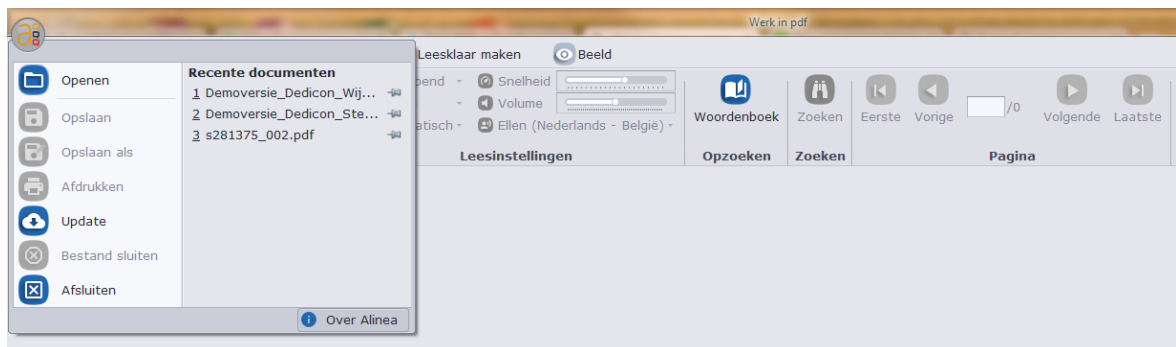 Werk in pdf
Leesklaar maken
Beeld
Openen
Opslaan
Opslaan als
Afdrukken
Update
Bestand sluiten
Afsluiten
Recente documenten
1 Demoversie_Dedicon_Wij...
2 Demoversie_Dedicon_Ste...
3 s281375_002.pdf
Over Alinea
Snelheid
Volume
Ellen (Nederlands - België)
Leesinstellingen
Woordenboek
Opzoeken
Zoeken
Zoeken
Eerste
Vorige
/0
Volgende
Laatste
Pagina